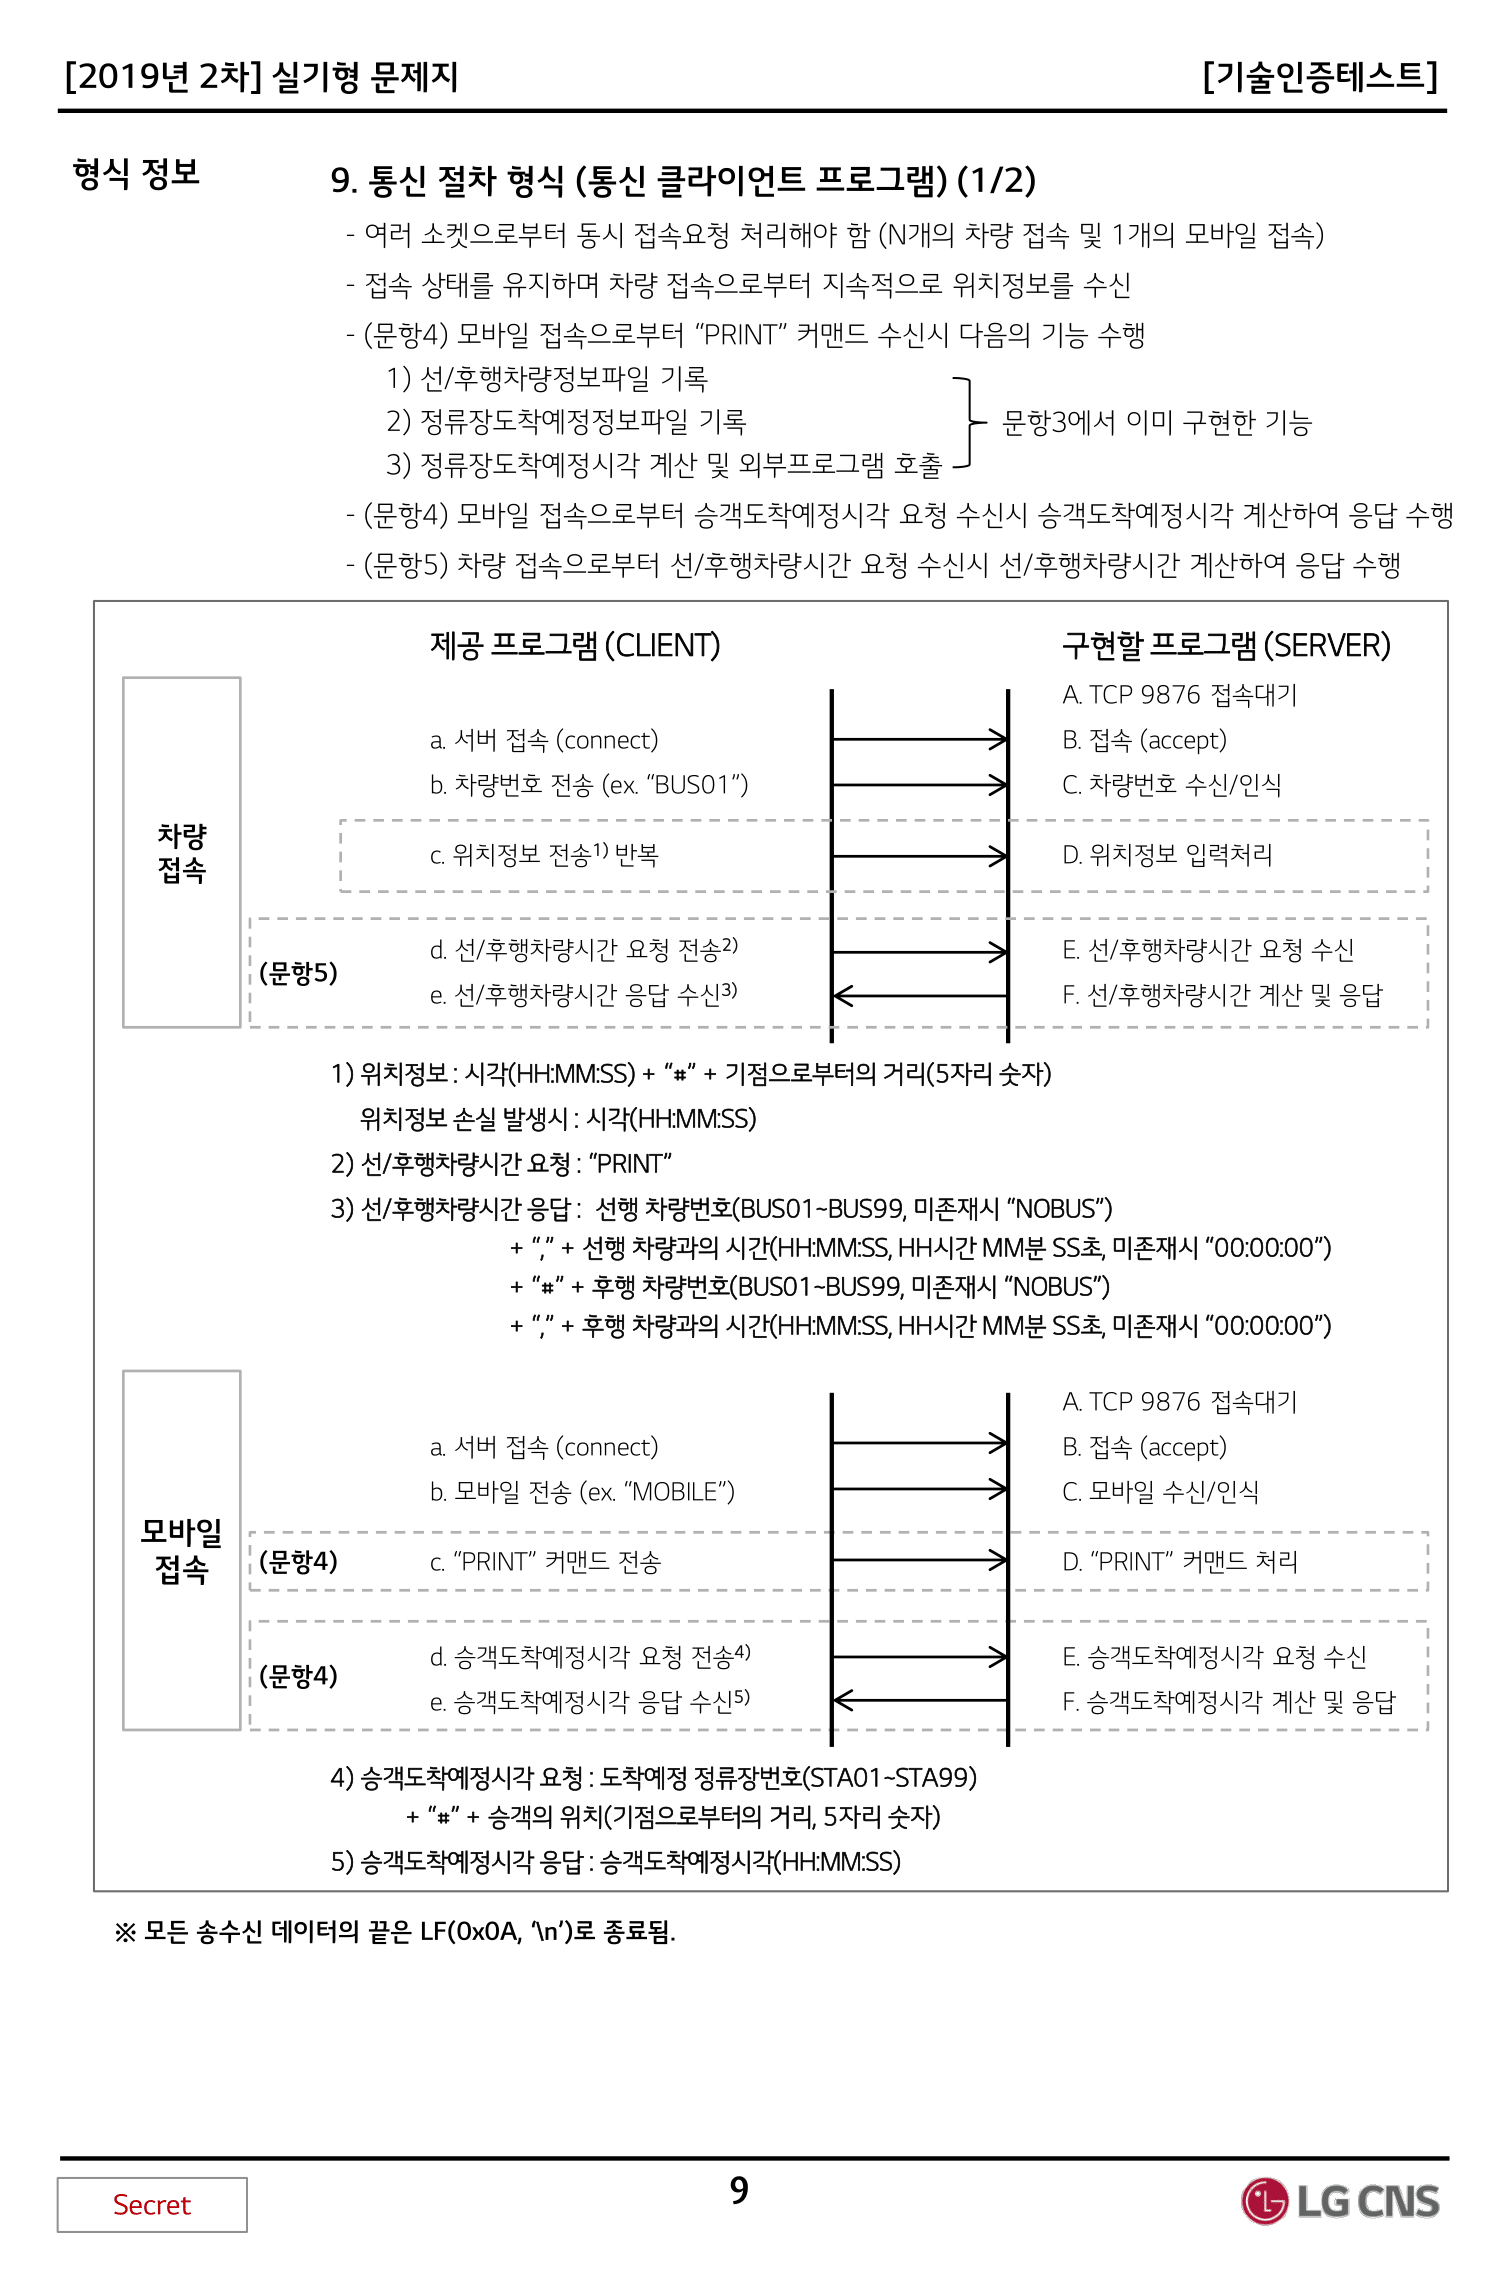 [2019년 2차] 실기형 문제지 [기술인증테스트]
형식 정보
9. 통신 절차 형식 (통신 클라이언트 프로그램) (1/2)
- 여러 소켓으로부터 동시 접속요청 처리해야 함 (N개의 차량 접속 및 1개의 모바일 접속)
- 접속 상태를 유지하며 차량 접속으로부터 지속적으로 위치정보를 수신
- (문항4) 모바일 접속으로부터 “PRINT” 커맨드 수신시 다음의 기능 수행
1) 선/후행차량정보파일 기록
2) 정류장도착예정정보파일 기록
3) 정류장도착예정시각 계산 및 외부프로그램 호출
문항3에서 이미 구현한 기능
- (문항4) 모바일 접속으로부터 승객도착예정시각 요청 수신시 승객도착예정시각 계산하여 응답 수행
- (문항5) 차량 접속으로부터 선/후행차량시간 요청 수신시 선/후행차량시간 계산하여 응답 수행
제공 프로그램 (CLIENT) 구현할 프로그램 (SERVER)
차량
접속
A. TCP 9876 접속대기
a. 서버 접속 (connect) B. 접속 (accept)
b. 차량번호 전송 (ex. “BUS01”) C. 차량번호 수신/인식
c. 위치정보 전송1) 반복 D. 위치정보 입력처리
(문항5)
d. 선/후행차량시간 요청 전송2) E. 선/후행차량시간 요청 수신
e. 선/후행차량시간 응답 수신3) F. 선/후행차량시간 계산 및 응답
1) 위치정보 : 시각(HH:MM:SS) + “#” + 기점으로부터의 거리(5자리 숫자)
위치정보 손실 발생시 : 시각(HH:MM:SS)
2) 선/후행차량시간 요청 : “PRINT”
3) 선/후행차량시간 응답 : 선행 차량번호(BUS01~BUS99, 미존재시 “NOBUS”)
+ “,” + 선행 차량과의 시간(HH:MM:SS, HH시간 MM분 SS초, 미존재시 “00:00:00”)
+ “#” + 후행 차량번호(BUS01~BUS99, 미존재시 “NOBUS”)
+ “,” + 후행 차량과의 시간(HH:MM:SS, HH시간 MM분 SS초, 미존재시 “00:00:00”)
모바일
접속
A. TCP 9876 접속대기
a. 서버 접속 (connect) B. 접속 (accept)
b. 모바일 전송 (ex. “MOBILE”) C. 모바일 수신/인식
(문항4) c. “PRINT” 커맨드 전송 D. “PRINT” 커맨드 처리
(문항4)
d. 승객도착예정시각 요청 전송4) E. 승객도착예정시각 요청 수신
e. 승객도착예정시각 응답 수신5) F. 승객도착예정시각 계산 및 응답
4) 승객도착예정시각 요청 : 도착예정 정류장번호(STA01~STA99)
+ “#” + 승객의 위치(기점으로부터의 거리, 5자리 숫자)
5) 승객도착예정시각 응답 : 승객도착예정시각(HH:MM:SS)
※ 모든 송수신 데이터의 끝은 LF(0x0A, ‘\n’)로 종료됨.
Secret 9 LG CNS